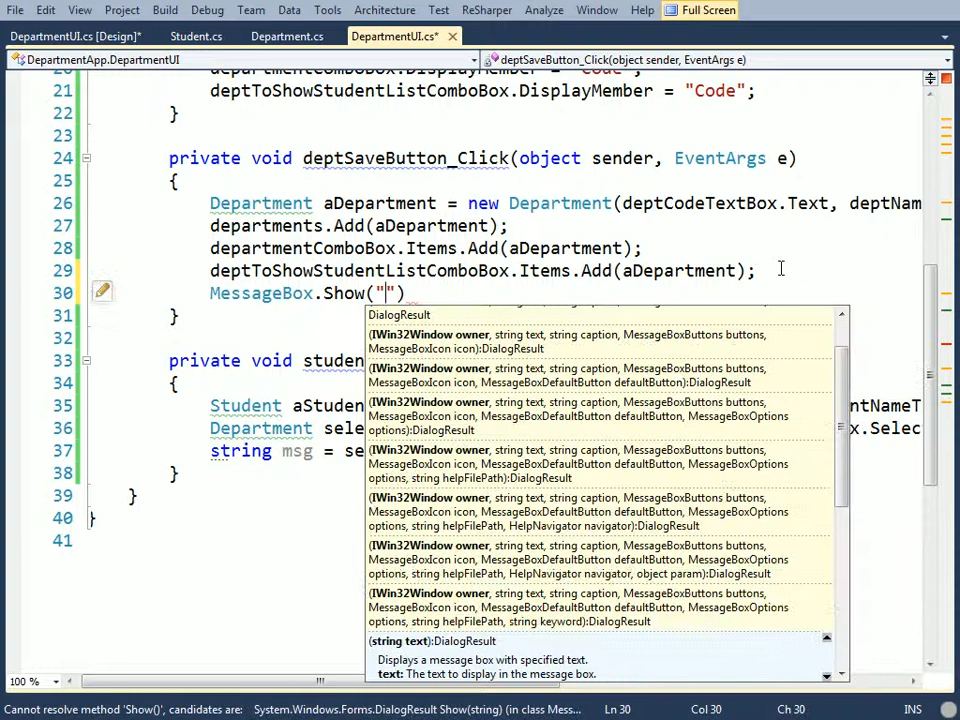 File Edit View Project Build Debug Team Data Tools Architecture Test ReSharper Analyze Window Help Full Screen
DepartmentUI.cs [Design]* Student.cs Department.cs DepartmentUI.cs*
DepartmentApp.DepartmentUI deptSaveButton_Click(object sender, EventArgs e)
21 deptToShowStudentListComboBox.DisplayMember = "Code";
22 }
23
24 private void deptSaveButton_Click(object sender, EventArgs e)
25 {
26 Department aDepartment = new Department(deptCodeTextBox.Text, deptNam
27 departments.Add(aDepartment);
28 departmentComboBox.Items.Add(aDepartment);
29 deptToShowStudentListComboBox.Items.Add(aDepartment);
30 MessageBox.Show("")
31 }
DialogResult
32
(IWin32Window owner, string text, string caption, MessageBoxButtons buttons,
MessageBoxIcon icon):DialogResult
33 private void studen
(IWin32Window owner, string text, string caption, MessageBoxButtons buttons,
MessageBoxIcon icon, MessageBoxDefaultButton defaultButton):DialogResult
34 {
(IWin32Window owner, string text, string caption, MessageBoxButtons buttons,
35 Student aStuden ntNameT
MessageBoxIcon icon, MessageBoxDefaultButton defaultButton, MessageBoxOptions
options):DialogResult
36 Department sele x.Selec
(IWin32Window owner, string text, string caption, MessageBoxButtons buttons,
37 string msg = se
MessageBoxIcon icon, MessageBoxDefaultButton defaultButton, MessageBoxOptions
options, string helpFilePath):DialogResult
38 }
39 }
(IWin32Window owner, string text, string caption, MessageBoxButtons buttons,
MessageBoxIcon icon, MessageBoxDefaultButton defaultButton, MessageBoxOptions
options, string helpFilePath, HelpNavigator navigator):DialogResult
40 }
41
(IWin32Window owner, string text, string caption, MessageBoxButtons buttons,
MessageBoxIcon icon, MessageBoxDefaultButton defaultButton, MessageBoxOptions
options, string helpFilePath, HelpNavigator navigator, object param):DialogResult
(IWin32Window owner, string text, string caption, MessageBoxButtons buttons,
MessageBoxIcon icon, MessageBoxDefaultButton defaultButton, MessageBoxOptions
options, string helpFilePath, string keyword):DialogResult
(string text):DialogResult
Displays a message box with specified text.
text: The text to display in the message box.
100 %
Cannot resolve method 'Show()', candidates are: System.Windows.Forms.DialogResult Show(string) (in class Mess... Ln 30 Col 30 Ch 30 INS